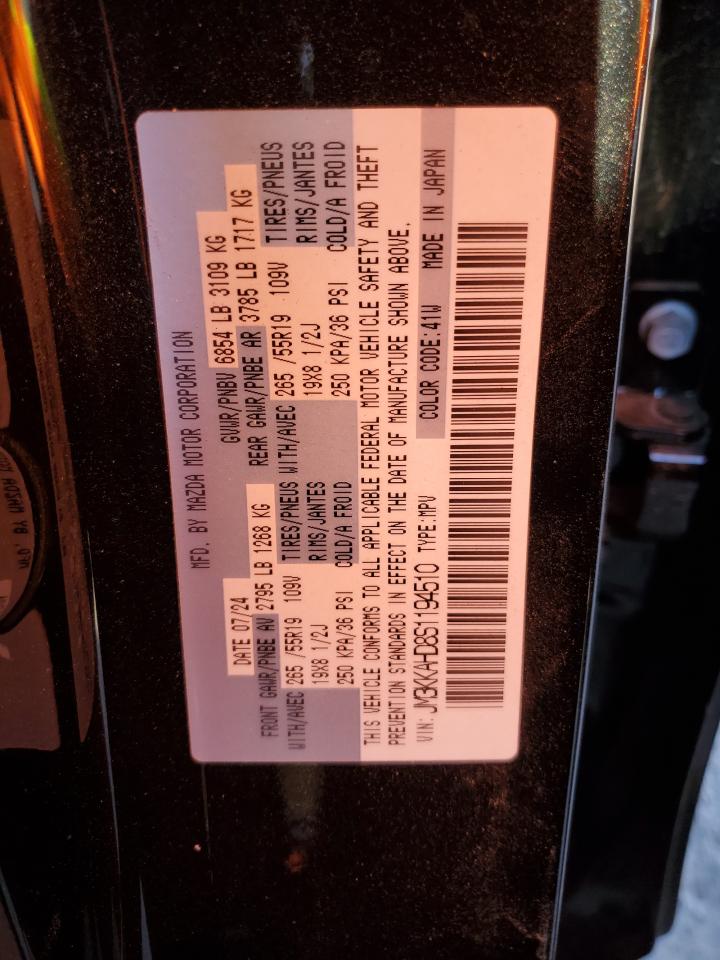 MFD. BY MAZDA MOTOR CORPORATION
DATE 07/24 GVWR/PNBV 6854 LB 3109 KG
FRONT GAWR/PNBE AV 2795 LB 1268 KG REAR GAWR/PNBE AR 3785 LB 1717 KG
WITH/AVEC 265 /55R19 109V TIRES/PNEUS WITH/AVEC 265 /55R19 109V TIRES/PNEUS
19X8 1/2J RIMS/JANTES 19X8 1/2J RIMS/JANTES
250 KPA/36 PSI COLD/A FROID 250 KPA/36 PSI COLD/A FROID
THIS VEHICLE CONFORMS TO ALL APPLICABLE FEDERAL MOTOR VEHICLE SAFETY AND THEFT
PREVENTION STANDARDS IN EFFECT ON THE DATE OF MANUFACTURE SHOWN ABOVE.
VIN: JM3KKAHD8S1194510 TYPE:MPV COLOR CODE:41W MADE IN JAPAN